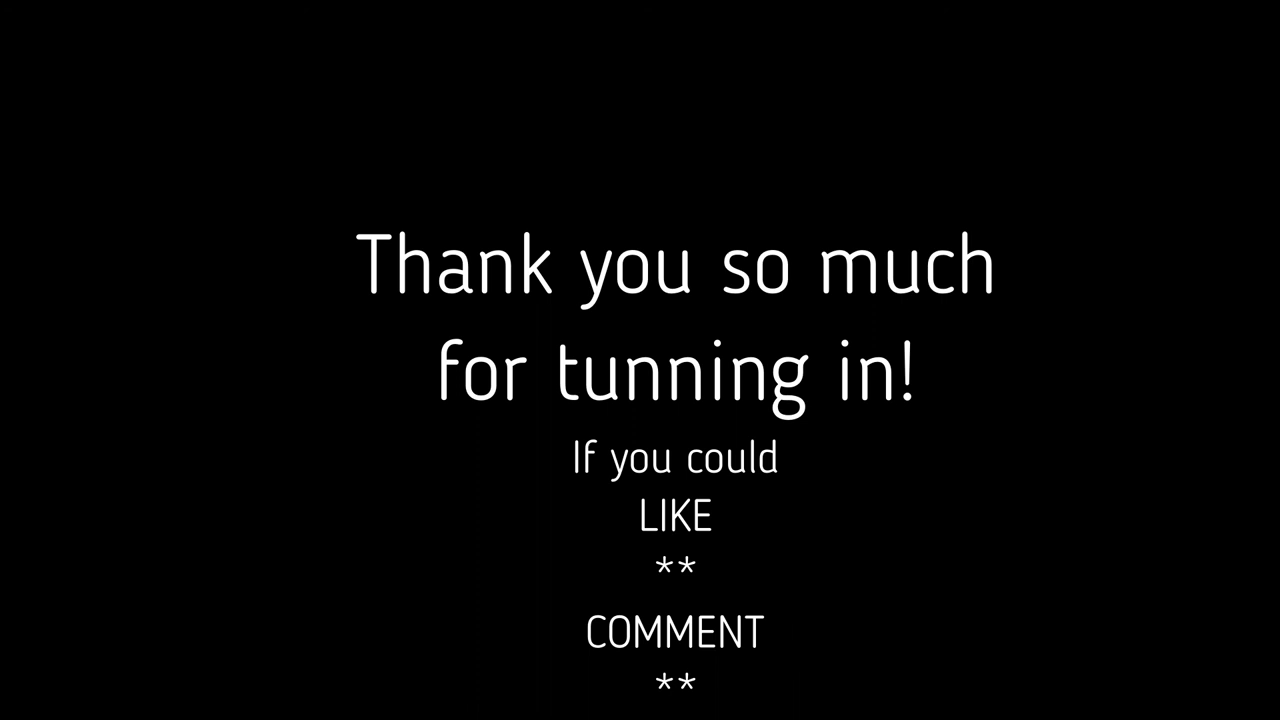 Thank you so much
for tunning in!
If you could
LIKE
**
COMMENT
**